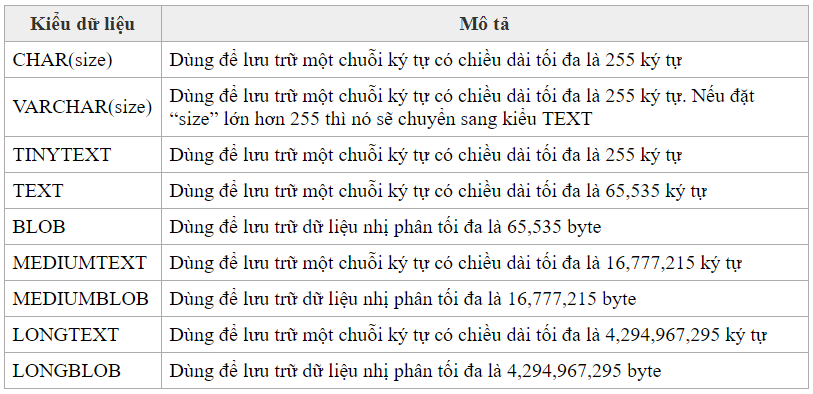 Kiểu dữ liệu Mô tả
CHAR(size) Dùng để lưu trữ một chuỗi ký tự có chiều dài tối đa là 255 ký tự
VARCHAR(size) Dùng để lưu trữ một chuỗi ký tự có chiều dài tối đa là 255 ký tự. Nếu đặt
“size” lớn hơn 255 thì nó sẽ chuyển sang kiểu TEXT
TINYTEXT Dùng để lưu trữ một chuỗi ký tự có chiều dài tối đa là 255 ký tự
TEXT Dùng để lưu trữ một chuỗi ký tự có chiều dài tối đa là 65,535 ký tự
BLOB Dùng để lưu trữ dữ liệu nhị phân tối đa là 65,535 byte
MEDIUMTEXT Dùng để lưu trữ một chuỗi ký tự có chiều dài tối đa là 16,777,215 ký tự
MEDIUMBLOB Dùng để lưu trữ dữ liệu nhị phân tối đa là 16,777,215 byte
LONGTEXT Dùng để lưu trữ một chuỗi ký tự có chiều dài tối đa là 4,294,967,295 ký tự
LONGBLOB Dùng để lưu trữ dữ liệu nhị phân tối đa là 4,294,967,295 byte